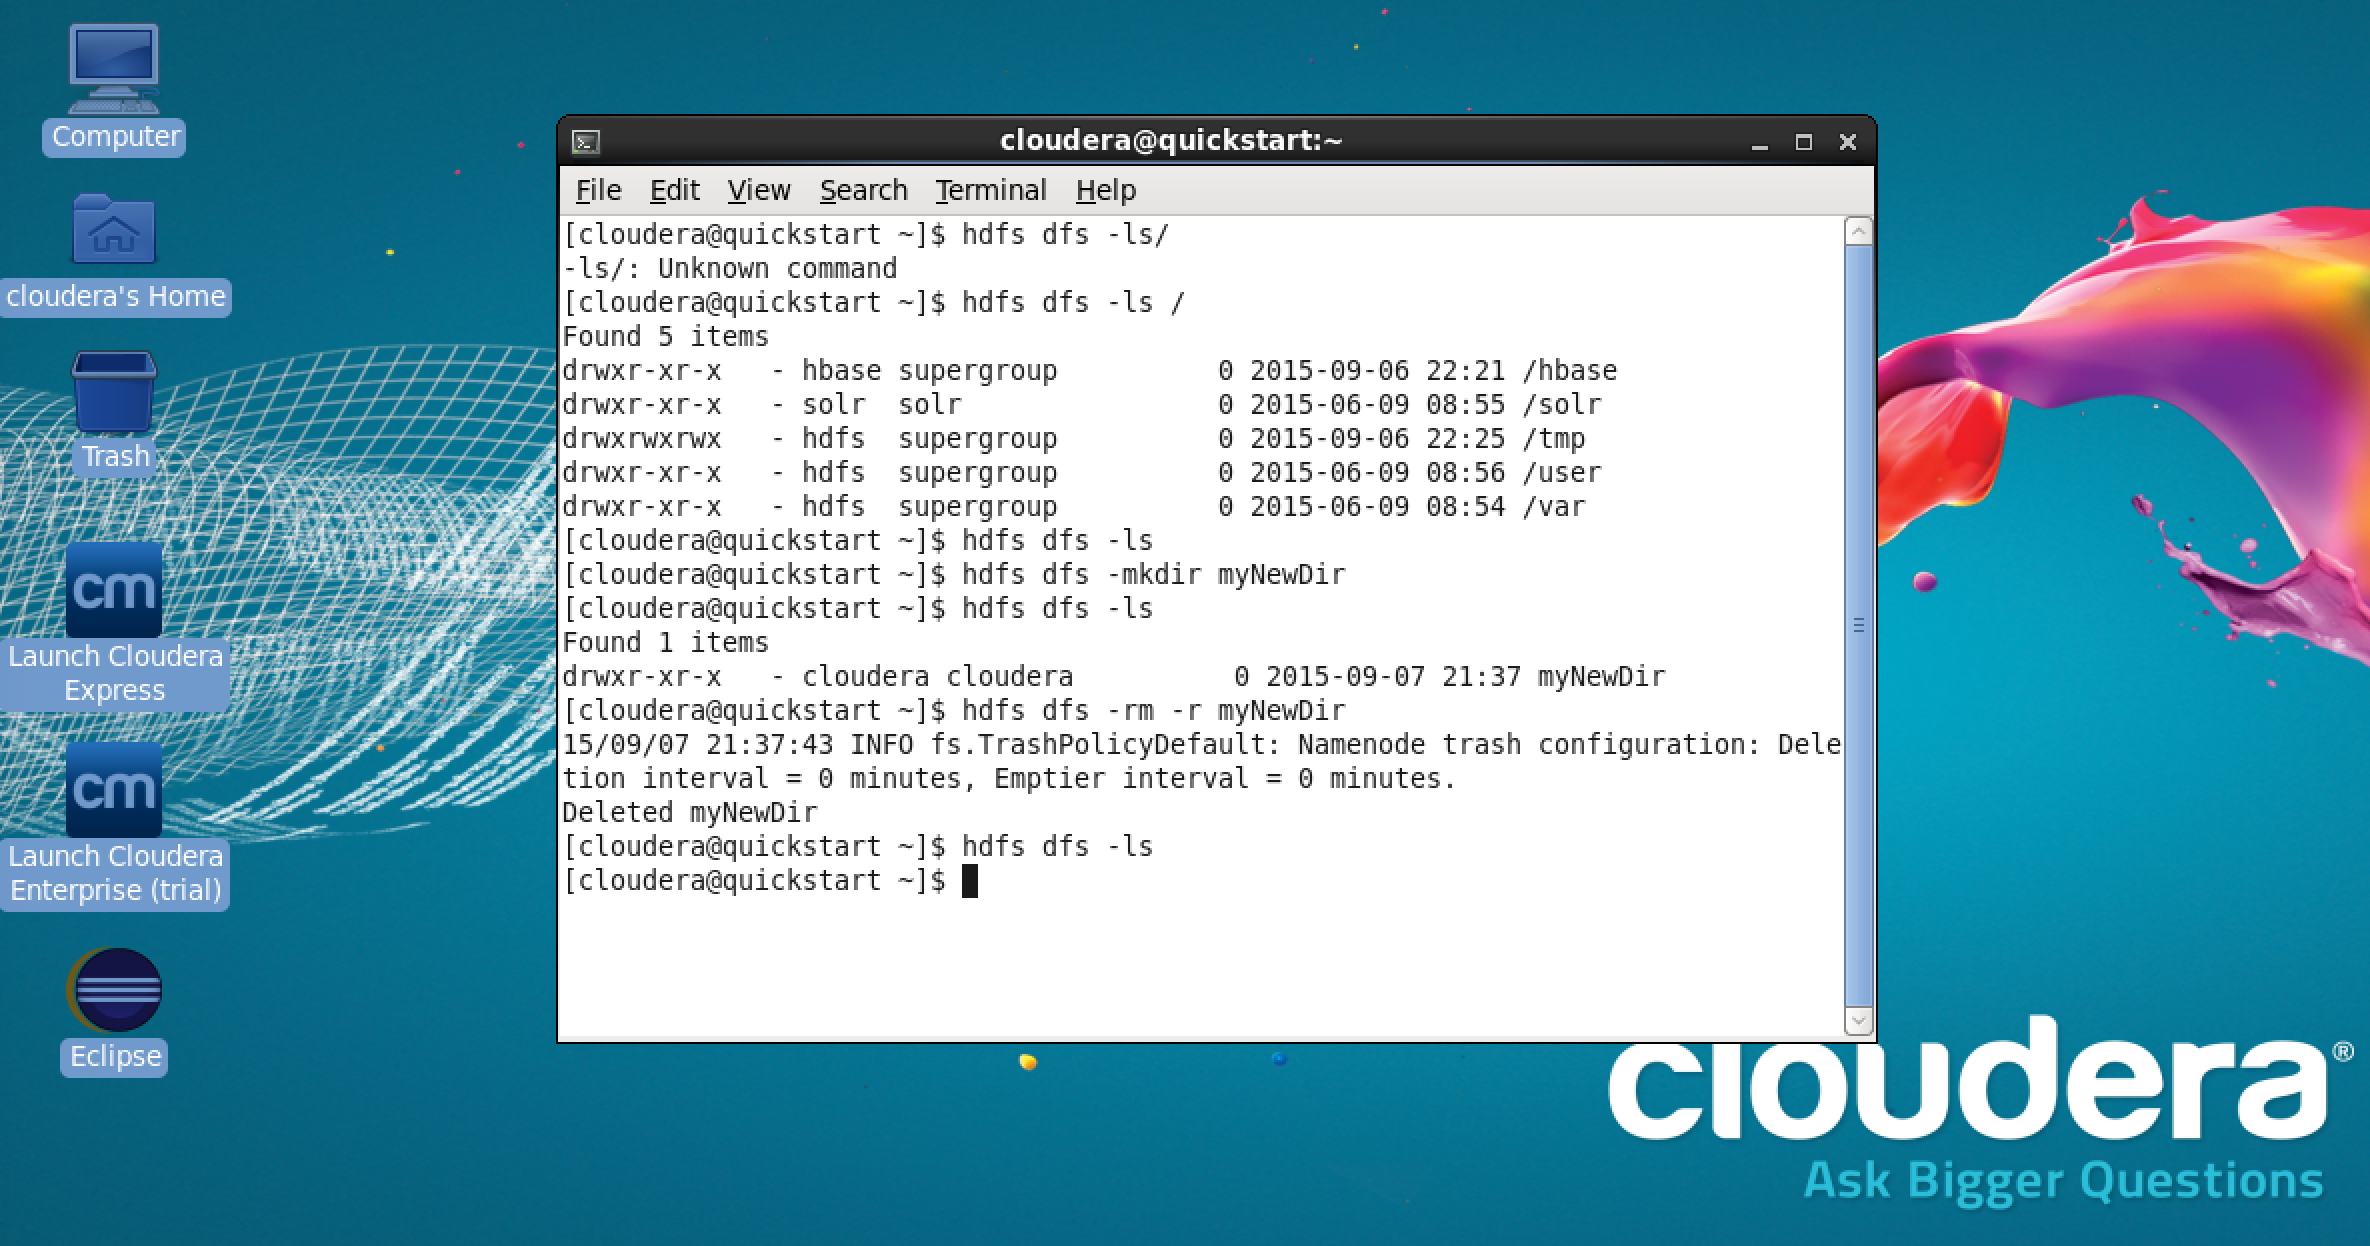 Computer
cloudera's Home
Trash
cm
Launch Cloudera
Express
cm
Launch Cloudera
Enterprise (trial)
Eclipse
cloudera@quickstart:~
File Edit View Search Terminal Help
[cloudera@quickstart ~]$ hdfs dfs -ls/
-ls/: Unknown command
[cloudera@quickstart ~]$ hdfs dfs -ls /
Found 5 items
drwxr-xr-x   - hbase supergroup          0 2015-09-06 22:21 /hbase
drwxr-xr-x   - solr  solr                0 2015-06-09 08:55 /solr
drwxrwxrwx   - hdfs  supergroup          0 2015-09-06 22:25 /tmp
drwxr-xr-x   - hdfs  supergroup          0 2015-06-09 08:56 /user
drwxr-xr-x   - hdfs  supergroup          0 2015-06-09 08:54 /var
[cloudera@quickstart ~]$ hdfs dfs -ls
[cloudera@quickstart ~]$ hdfs dfs -mkdir myNewDir
[cloudera@quickstart ~]$ hdfs dfs -ls
Found 1 items
drwxr-xr-x   - cloudera cloudera          0 2015-09-07 21:37 myNewDir
[cloudera@quickstart ~]$ hdfs dfs -rm -r myNewDir
15/09/07 21:37:43 INFO fs.TrashPolicyDefault: Namenode trash configuration: Dele
tion interval = 0 minutes, Emptier interval = 0 minutes.
Deleted myNewDir
[cloudera@quickstart ~]$ hdfs dfs -ls
[cloudera@quickstart ~]$
cloudera®
Ask Bigger Questions